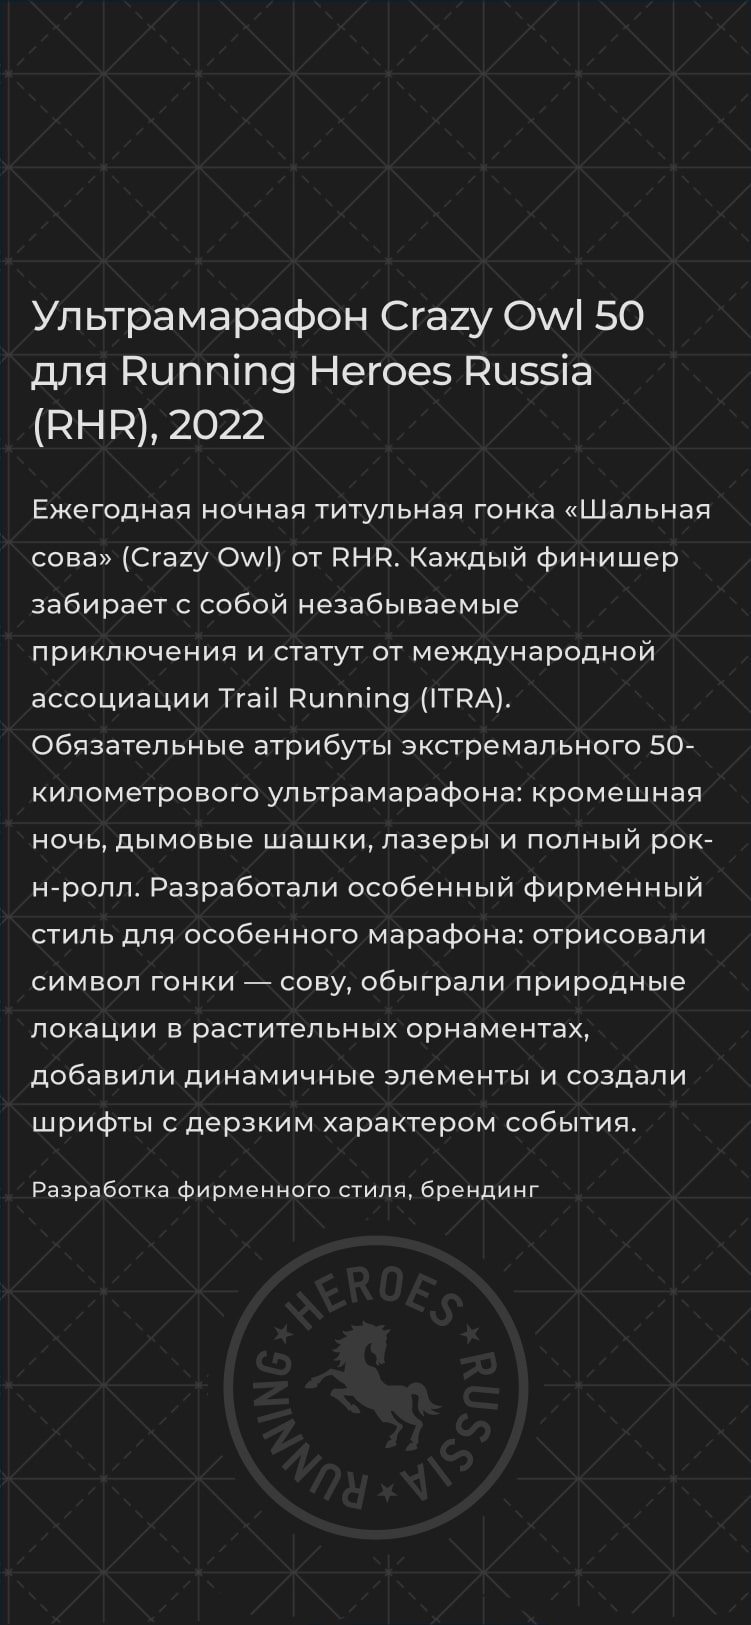 Ультрамарафон Crazy Owl 50
для Running Heroes Russia
(RHR), 2022
Ежегодная ночная титульная гонка «Шальная
сова» (Crazy Owl) от RHR. Каждый финишер
забирает с собой незабываемые
приключения и статут от международной
ассоциации Trail Running (ITRA).
Обязательные атрибуты экстремального 50-
километрового ультрамарафона: кромешная
ночь, дымовые шашки, лазеры и полный рок-
н-ролл. Разработали особенный фирменный
стиль для особенного марафона: отрисовали
символ гонки — сову, обыграли природные
локации в растительных орнаментах,
добавили динамичные элементы и создали
шрифты с дерзким характером события.
Разработка фирменного стиля, брендинг
RUNNING ★ HEROES ★ RUSSIA ★